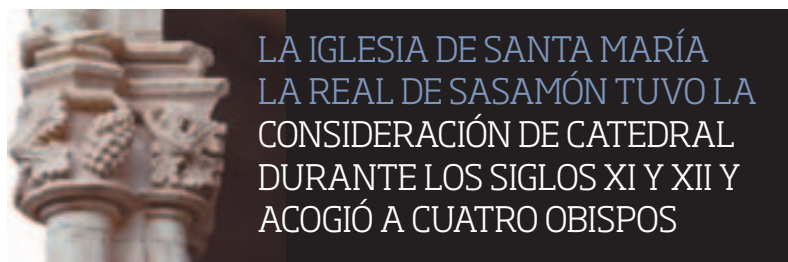 LA IGLESIA DE SANTA MARÍA
LA REAL DE SASAMÓN TUVO LA
CONSIDERACIÓN DE CATEDRAL
DURANTE LOS SIGLOS XI Y XII Y
ACOGIÓ A CUATRO OBISPOS